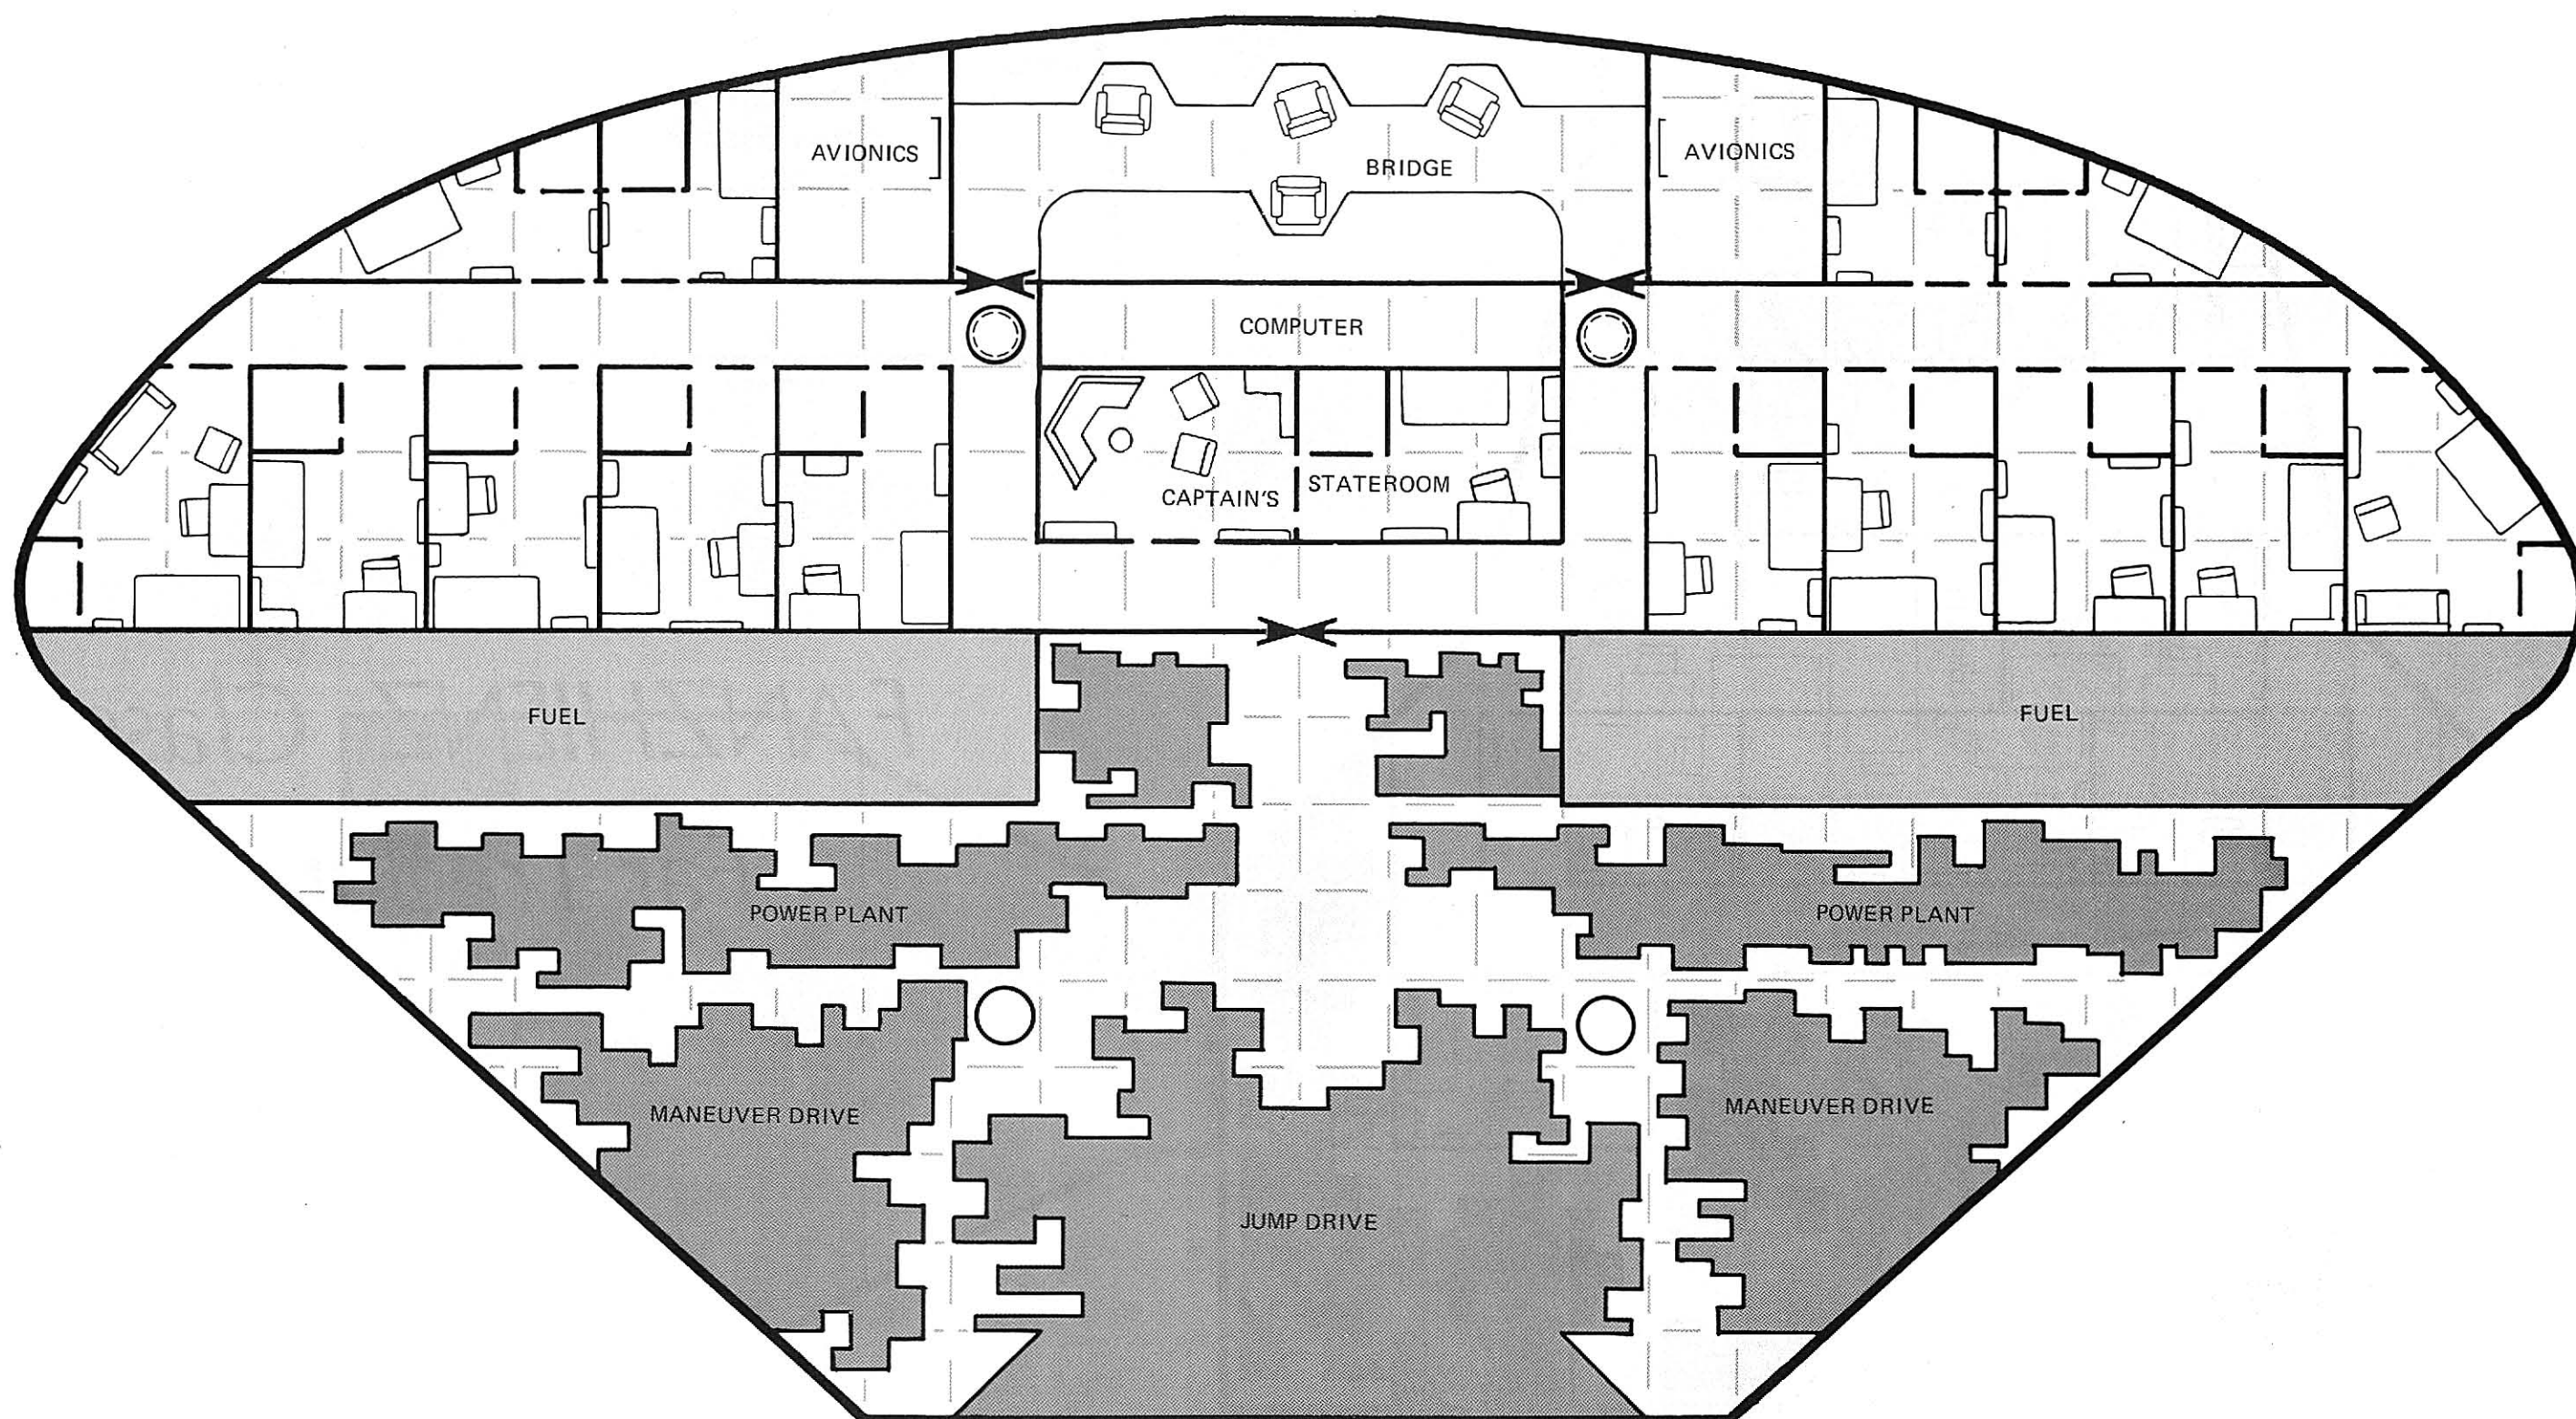 AVIONICS
BRIDGE
AVIONICS
COMPUTER
CAPTAIN'S STATEROOM
FUEL
FUEL
POWER PLANT
POWER PLANT
MANEUVER DRIVE
MANEUVER DRIVE
JUMP DRIVE